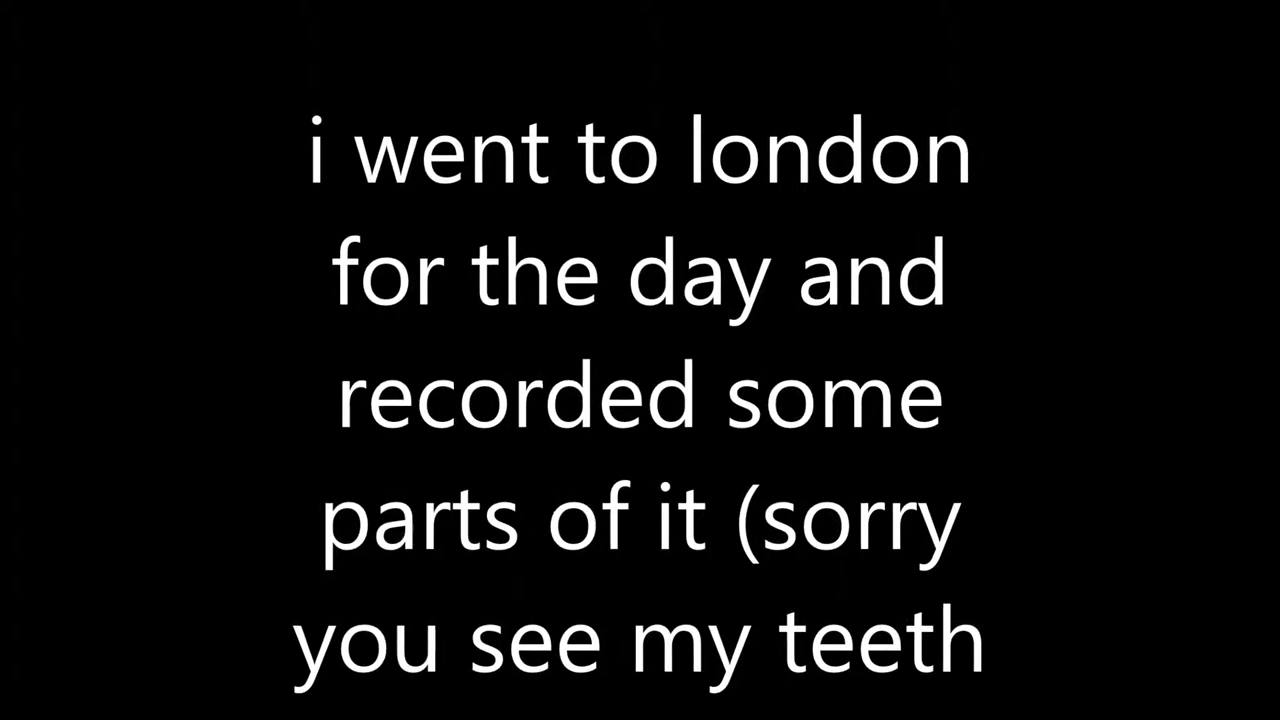 i went to london
for the day and
recorded some
parts of it (sorry
you see my teeth